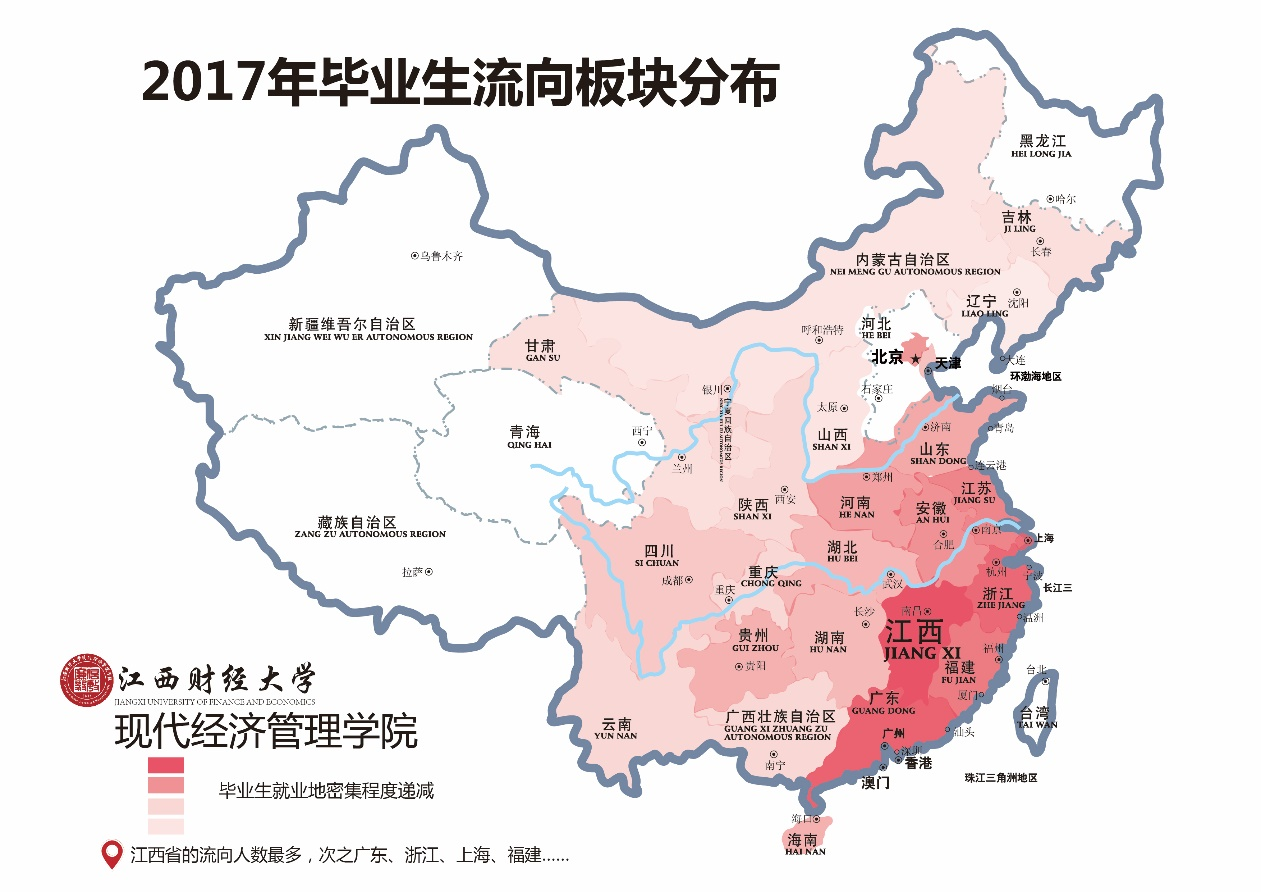 2017年毕业生流向板块分布
黑龙江
HEI LONG JIA
哈尔
吉林
JI LING
长春
内蒙古自治区
NEI MENG GU AUTONOMOUS REGION
辽宁
LIAO LING
沈阳
乌鲁木齐
新疆维吾尔自治区
XIN JIANG WEI WU ER AUTONOMOUS REGION
呼和浩特
河北
HE BEI
甘肃
GAN SU
北京
天津
大连
环渤海地区
银川
宁夏回族自治区
石家庄
烟台
太原
青海
QING HAI
西宁
兰州
山西
SHAN XI
济南
青岛
山东
SHAN DONG
连云港
郑州
陕西
SHAN XI
西安
河南
HE NAN
安徽
AN HUI
江苏
JIANG SU
南京
藏族自治区
ZANG ZU AUTONOMOUS REGION
拉萨
四川
SI CHUAN
成都
湖北
HU BEI
合肥
上海
重庆
CHONG QING
重庆
武汉
杭州
宁波
长江三
浙江
ZHE JIANG
长沙
南昌
温州
江西
JIANG XI
贵州
GUI ZHOU
贵阳
湖南
HU NAN
福州
福建
FU JIAN
台北
厦门
江西财经大学
JIANGXI UNIVERSITY OF FINANCE AND ECONOMICS
现代经济管理学院
云南
YUN NAN
广西壮族自治区
GUANG XI ZHUANG ZU
AUTONOMOUS REGION
南宁
广东
GUANG DONG
广州
汕头
台湾
TAI WAN
深圳
香港
澳门
珠江三角洲地区
毕业生就业地密集程度递减
海口
海南
HAI NAN
江西省的流向人数最多，次之广东、浙江、上海、福建……